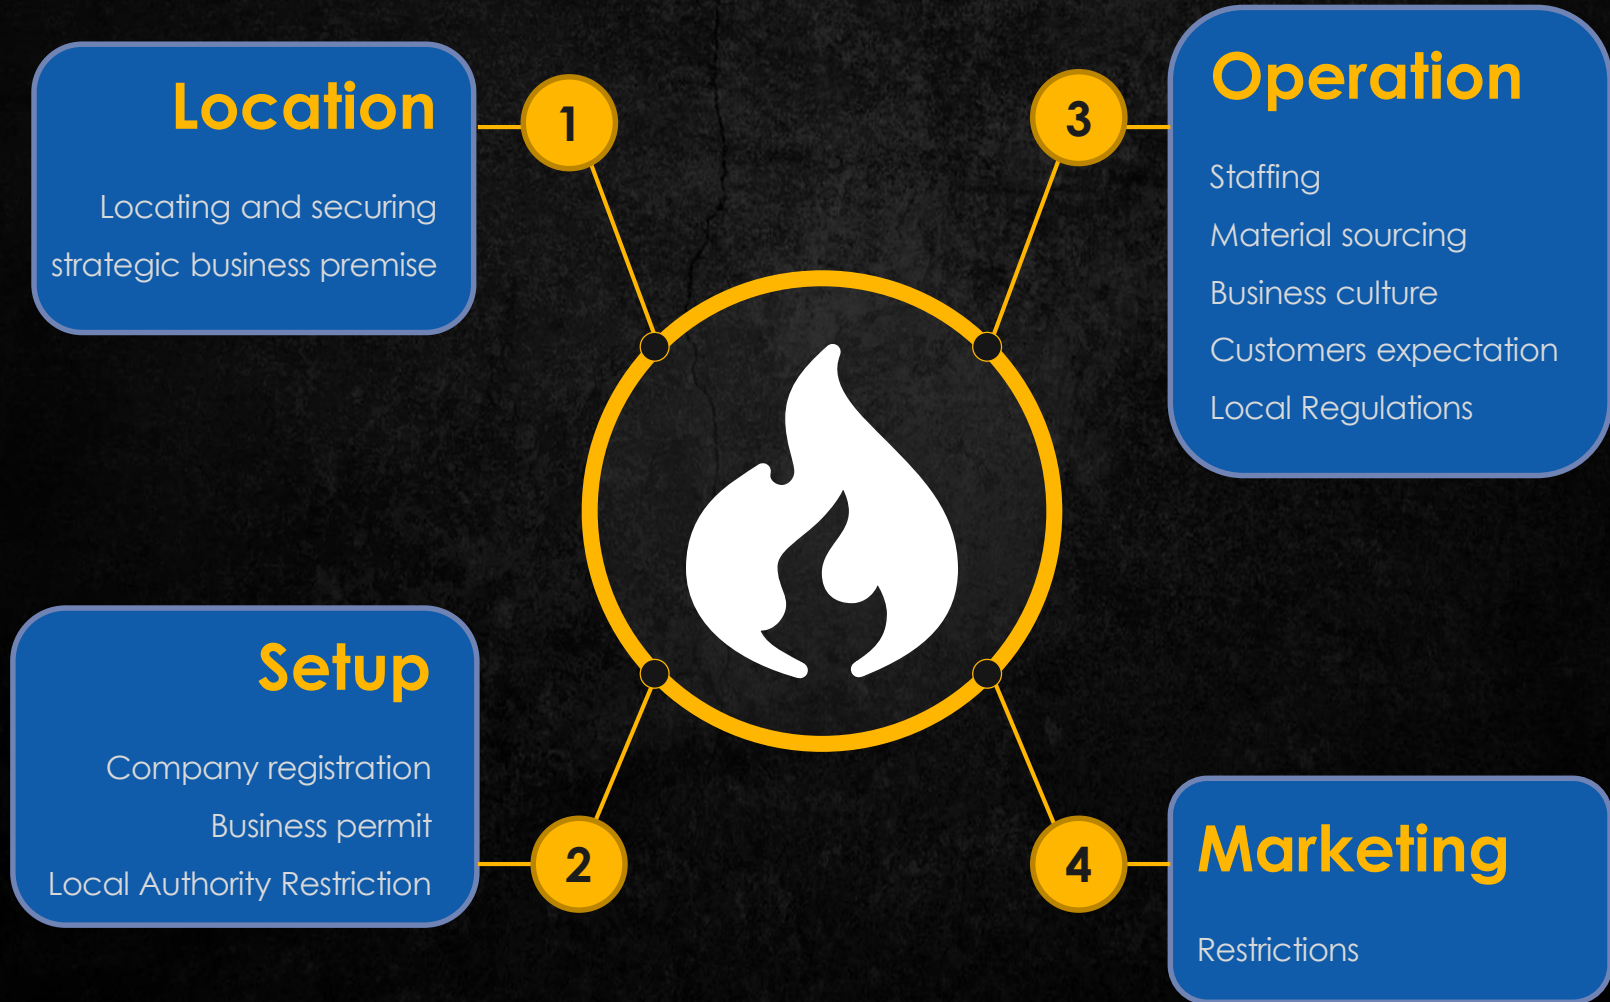 Location
Locating and securing
strategic business premise
1
Setup
Company registration
Business permit
Local Authority Restriction
2
3
Operation
Staffing
Material sourcing
Business culture
Customers expectation
Local Regulations
4
Marketing
Restrictions